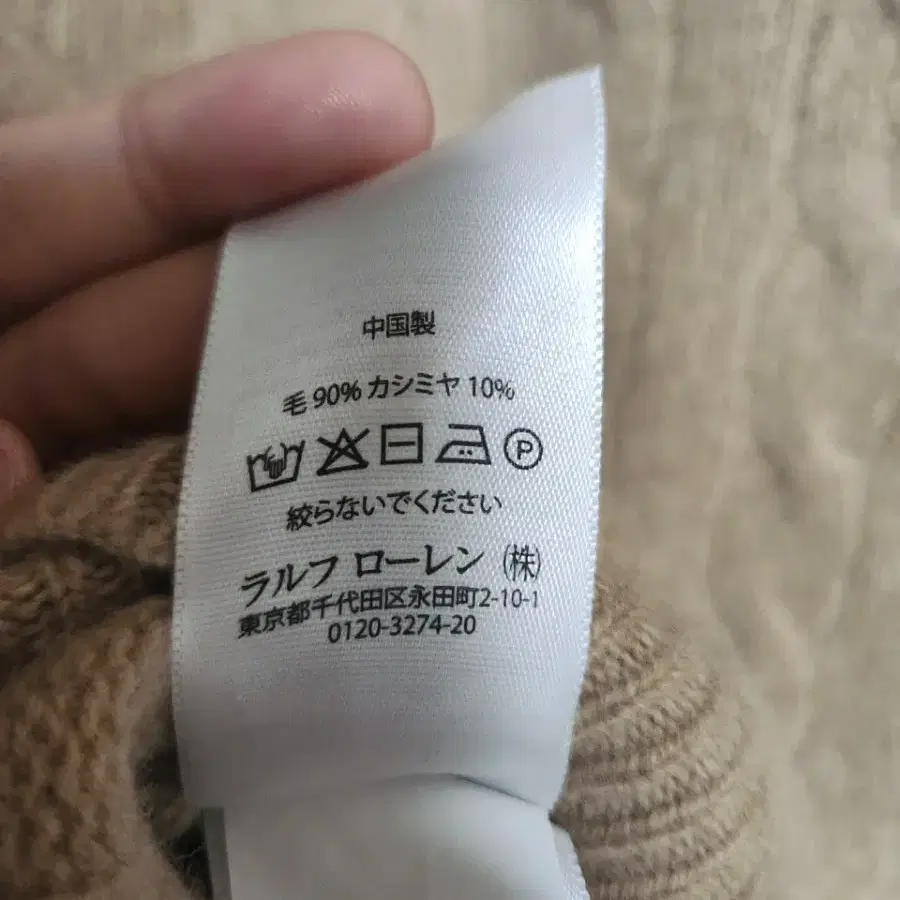 中国製
毛 90% カシミヤ 10%
P
絞らないでください
ラルフ ローレン (株)
東京都千代田区永田町2-10-1
0120-3274-20